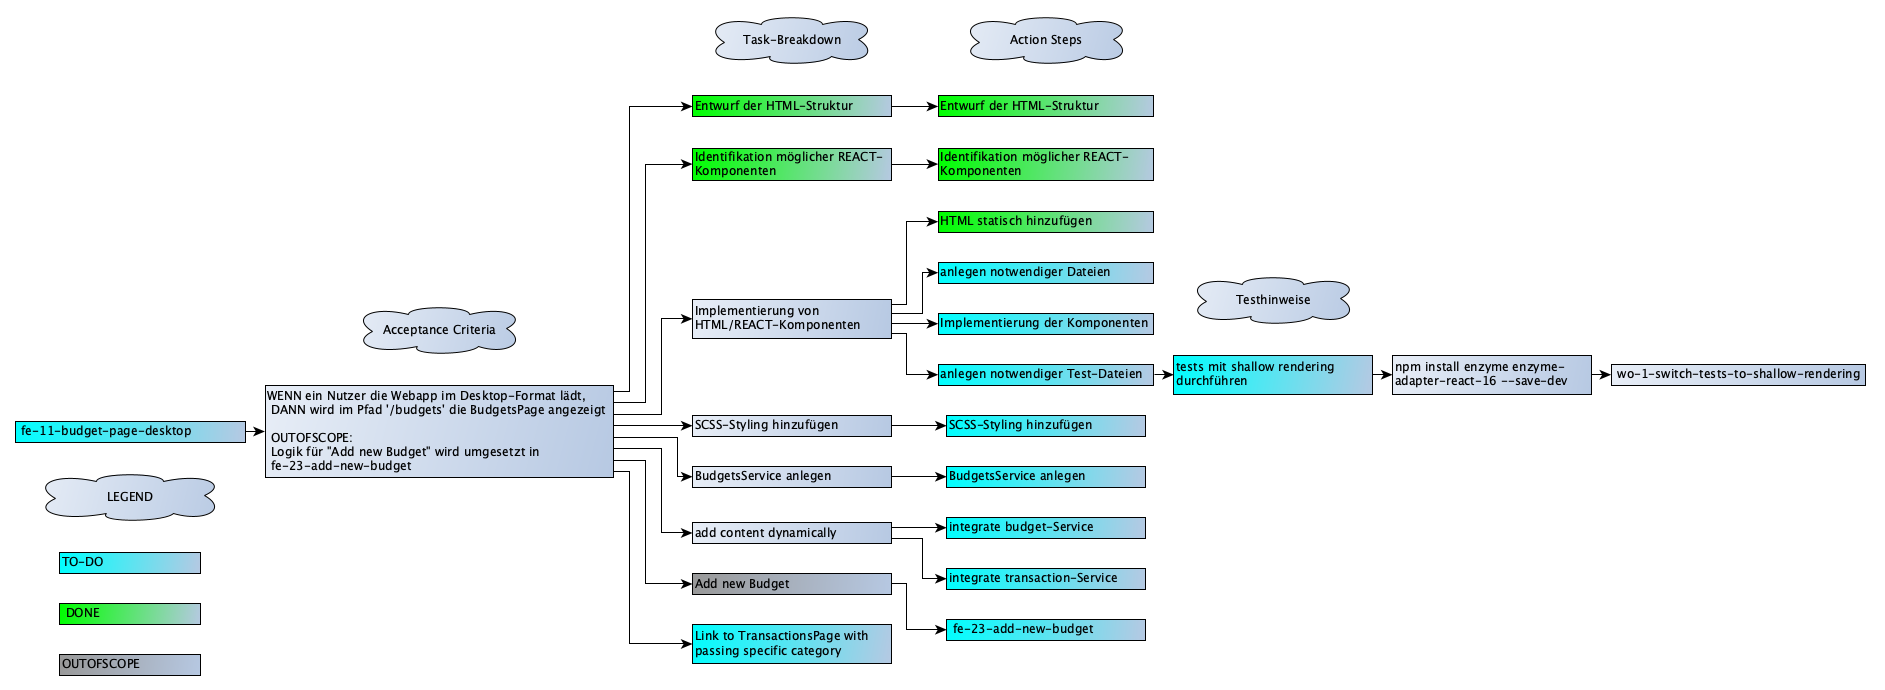 Task-Breakdown
Action Steps
Entwurf der HTML-Struktur
Entwurf der HTML-Struktur
Identifikation möglicher REACT-
Komponenten
Identifikation möglicher REACT-
Komponenten
HTML statisch hinzufügen
anlegen notwendiger Dateien
Implementierung von
HTML/REACT-Komponenten
Implementierung der Komponenten
anlegen notwendiger Test-Dateien
Testhinweise
tests mit shallow rendering
durchführen
npm install enzyme enzyme-
adapter-react-16 --save-dev
wo-1-switch-tests-to-shallow-rendering
Acceptance Criteria
fe-11-budget-page-desktop
WENN ein Nutzer die Webapp im Desktop-Format lädt,
DANN wird im Pfad '/budgets' die BudgetsPage angezeigt
OUTOFSCOPE:
Logik für "Add new Budget" wird umgesetzt in
fe-23-add-new-budget
SCSS-Styling hinzufügen
SCSS-Styling hinzufügen
BudgetsService anlegen
BudgetsService anlegen
add content dynamically
integrate budget-Service
integrate transaction-Service
Add new Budget
fe-23-add-new-budget
Link to TransactionsPage with
passing specific category
LEGEND
TO-DO
DONE
OUTOFSCOPE